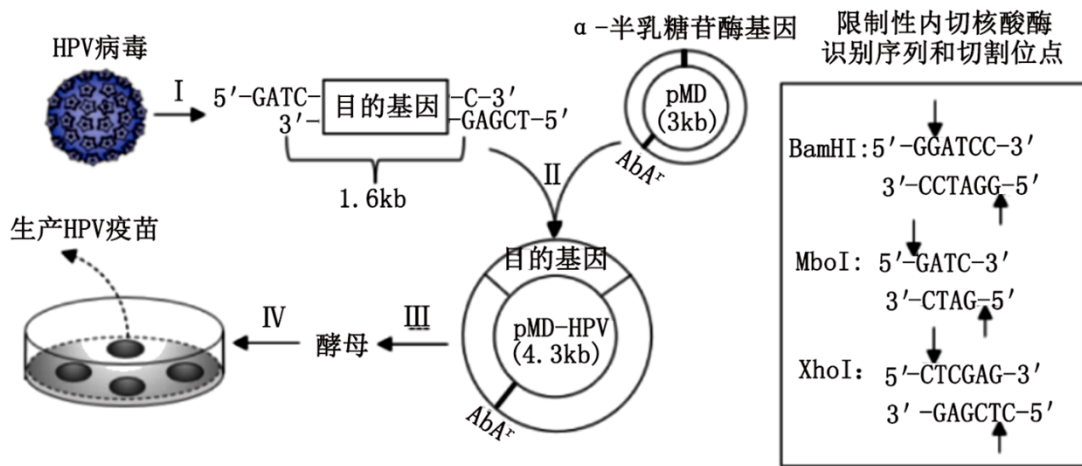 HPV病毒
I
5′-GATC-
3′-
目的基因
-C-3′
-GAGCT-5′
1.6kb
II
α-半乳糖苷酶基因
pMD
(3kb)
AbAʳ
目的基因
pMD-HPV
(4.3kb)
AbAʳ
III
酵母
IV
生产HPV疫苗
限制性内切核酸酶
识别序列和切割位点
BamHI:5′-GGATCC-3′
3′-CCTAGG-5′
MboI: 5′-GATC-3′
3′-CTAG-5′
XhoI: 5′-CTCGAG-3′
3′-GAGCTC-5′